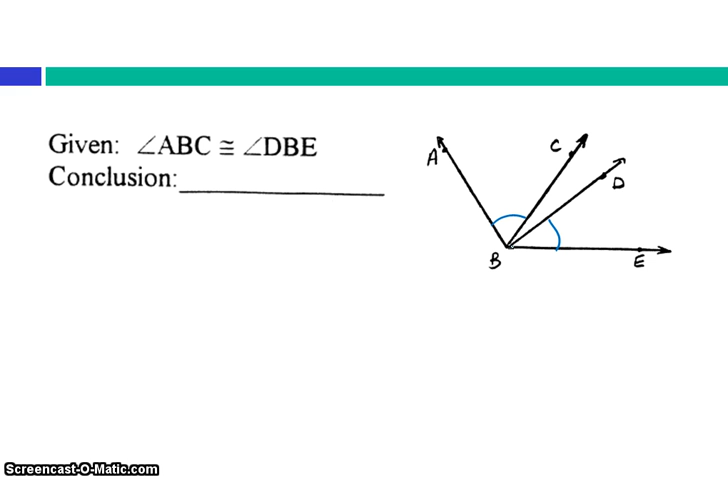 Given: ∠ABC ≅ ∠DBE
Conclusion:
A
C
D
B
E
Screencast-O-Matic.com